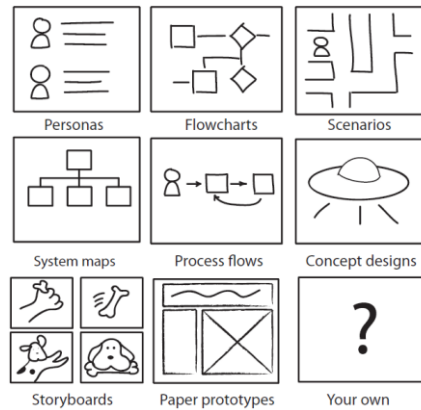 Personas
Flowcharts
Scenarios
System maps
Process flows
Concept designs
?
Storyboards
Paper prototypes
Your own